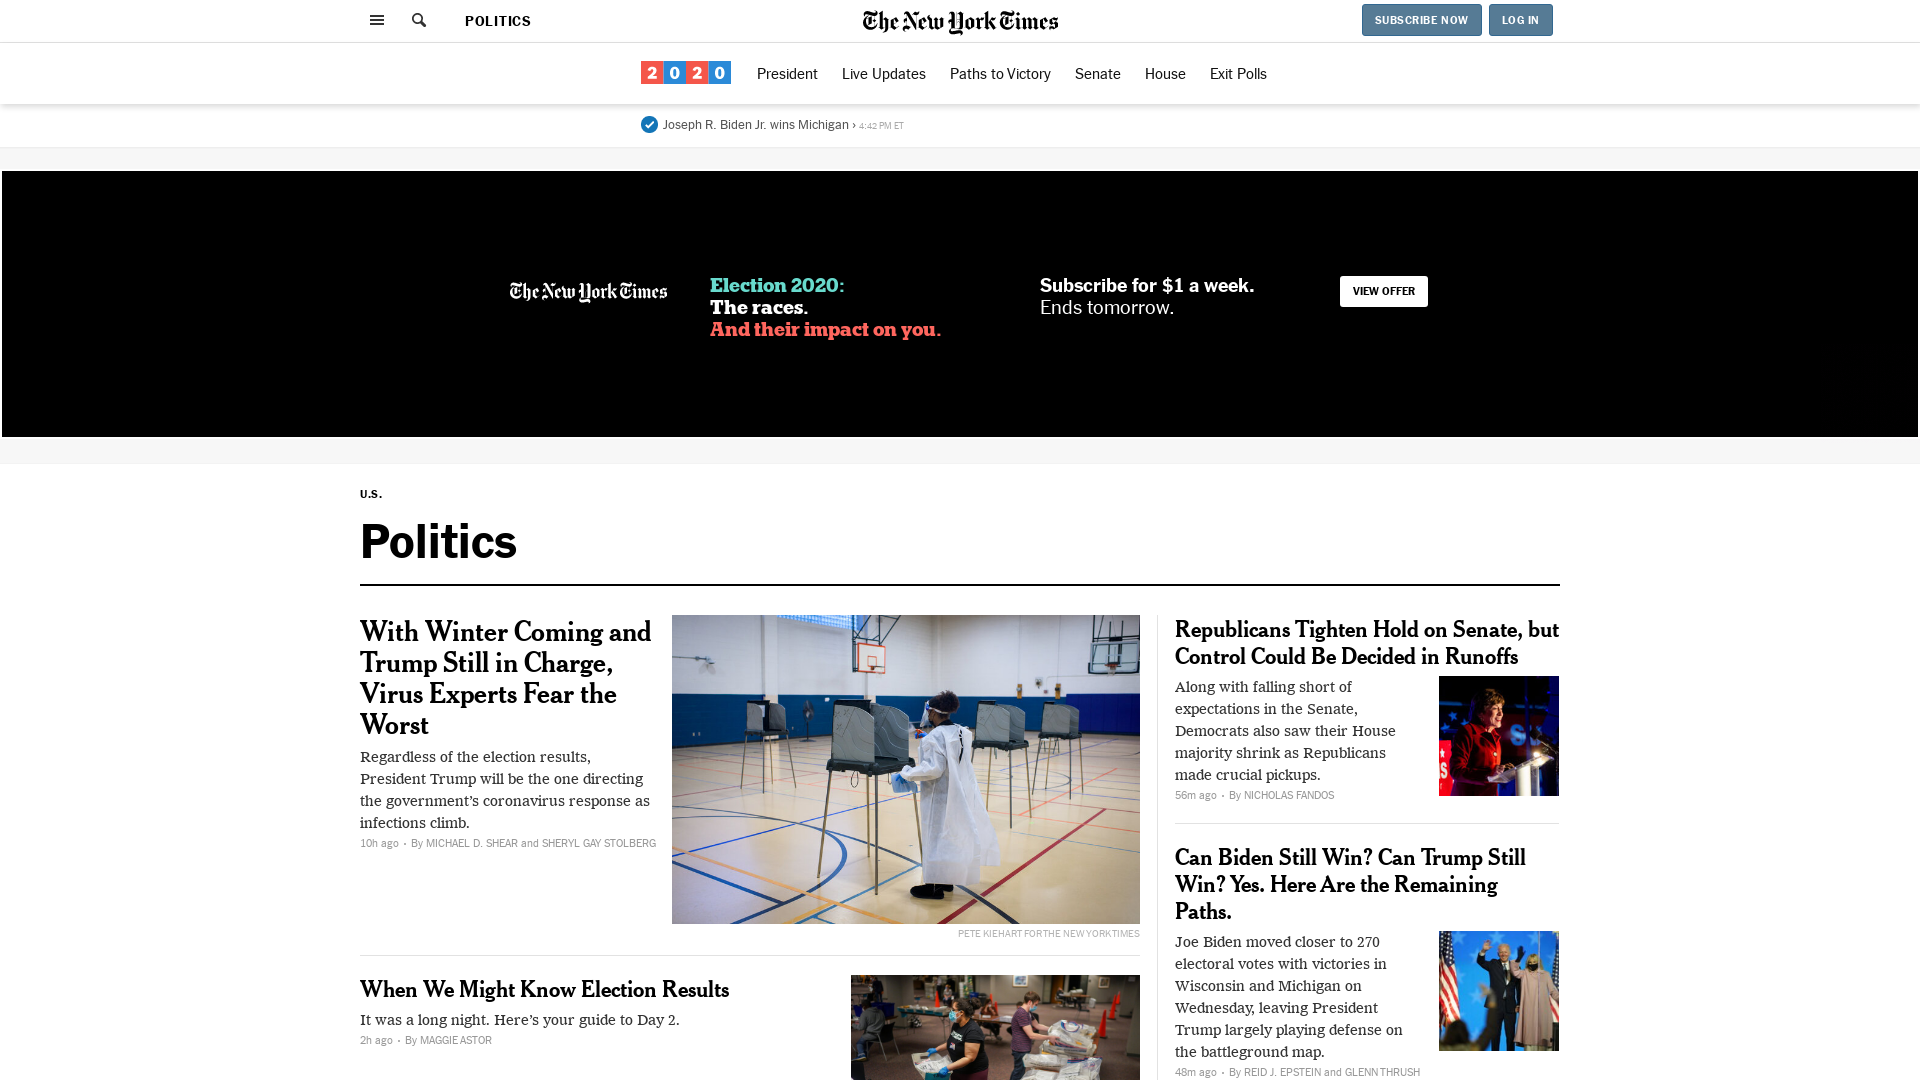 POLITICS
The New York Times
SUBSCRIBE NOW
LOG IN
2020
President
Live Updates
Paths to Victory
Senate
House
Exit Polls
Joseph R. Biden Jr. wins Michigan › 4:42 PM ET
The New York Times
Election 2020:
The races.
And their impact on you.
Subscribe for $1 a week.
Ends tomorrow.
VIEW OFFER
U.S.
Politics
With Winter Coming and
Trump Still in Charge,
Virus Experts Fear the
Worst
Regardless of the election results,
President Trump will be the one directing
the government’s coronavirus response as
infections climb.
10h ago • By MICHAEL D. SHEAR and SHERYL GAY STOLBERG
PETE KIEHART FOR THE NEW YORK TIMES
When We Might Know Election Results
It was a long night. Here’s your guide to Day 2.
2h ago • By MAGGIE ASTOR
Republicans Tighten Hold on Senate, but
Control Could Be Decided in Runoffs
Along with falling short of
expectations in the Senate,
Democrats also saw their House
majority shrink as Republicans
made crucial pickups.
56m ago • By NICHOLAS FANDOS
Can Biden Still Win? Can Trump Still
Win? Yes. Here Are the Remaining
Paths.
Joe Biden moved closer to 270
electoral votes with victories in
Wisconsin and Michigan on
Wednesday, leaving President
Trump largely playing defense on
the battleground map.
48m ago • By REID J. EPSTEIN and GLENN THRUSH